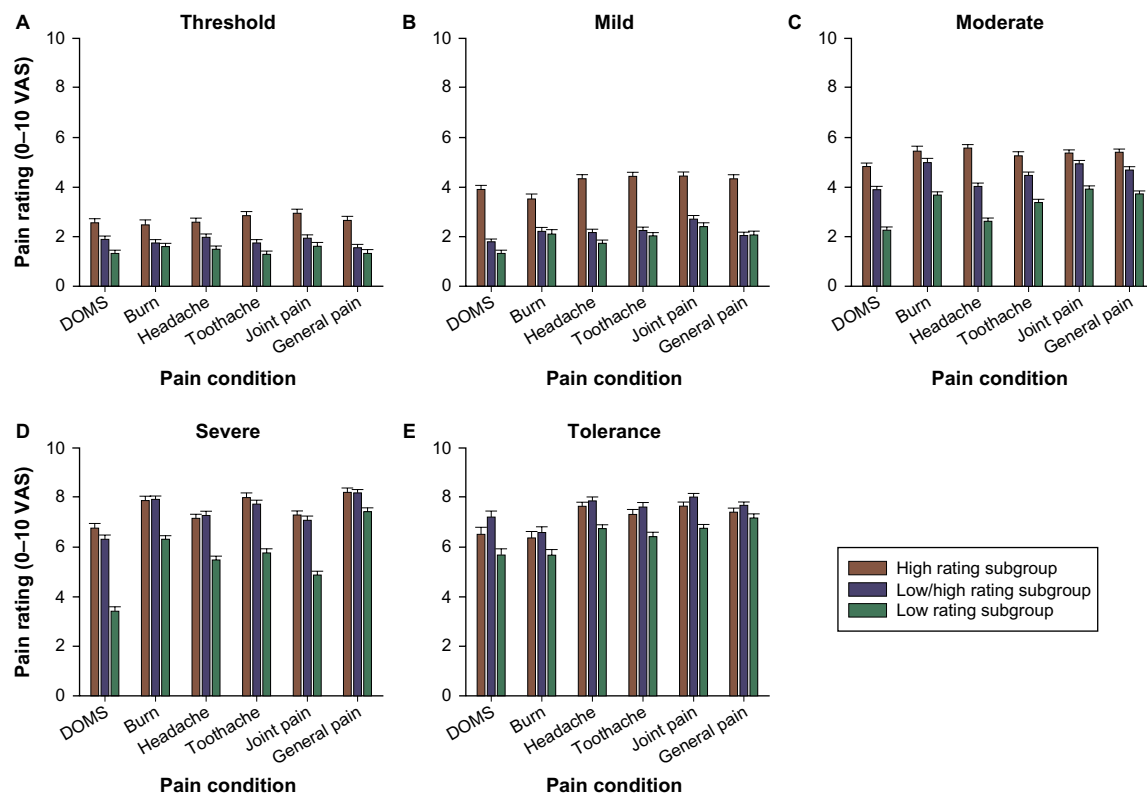 A Threshold
Pain rating (0–10 VAS)
10
8
6
4
2
0
DOMS
Burn
Headache
Toothache
Joint pain
General pain
Pain condition
B Mild
10
8
6
4
2
0
DOMS
Burn
Headache
Toothache
Joint pain
General pain
Pain condition
C Moderate
10
8
6
4
2
0
DOMS
Burn
Headache
Toothache
Joint pain
General pain
Pain condition
D Severe
Pain rating (0–10 VAS)
10
8
6
4
2
0
DOMS
Burn
Headache
Toothache
Joint pain
General pain
Pain condition
E Tolerance
10
8
6
4
2
0
DOMS
Burn
Headache
Toothache
Joint pain
General pain
Pain condition
High rating subgroup
Low/high rating subgroup
Low rating subgroup